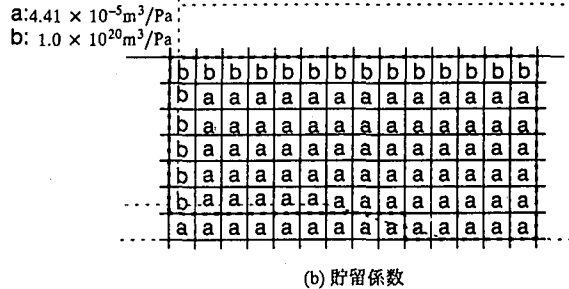 a:4.41 × 10⁻⁵m³/Pa
b: 1.0 × 10²⁰m³/Pa
b b b b b b b b b b b b b b
b a a a a a a a a a a a a a
b a a a a a a a a a a a a a
b a a a a a a a a a a a a a
b a a a a a a a a a a a a a
b a a a a a a a a a a a a a
a a a a a a a a a a a a a a
(b) 貯留係数